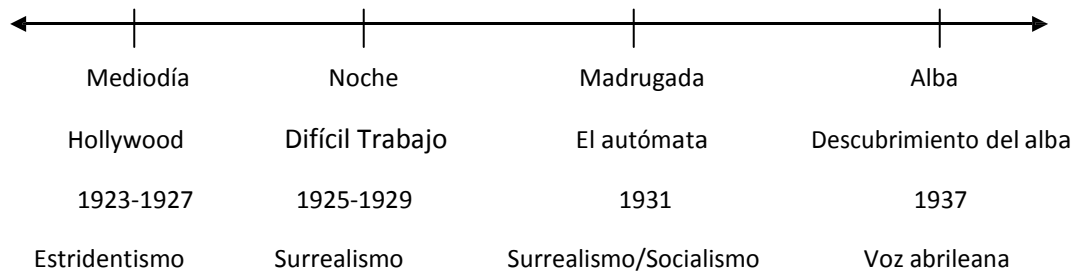 Mediodía Noche Madrugada Alba
Hollywood Difícil Trabajo El autómata Descubrimiento del alba
1923-1927 1925-1929 1931 1937
Estridentismo Surrealismo Surrealismo/Socialismo Voz abrileana